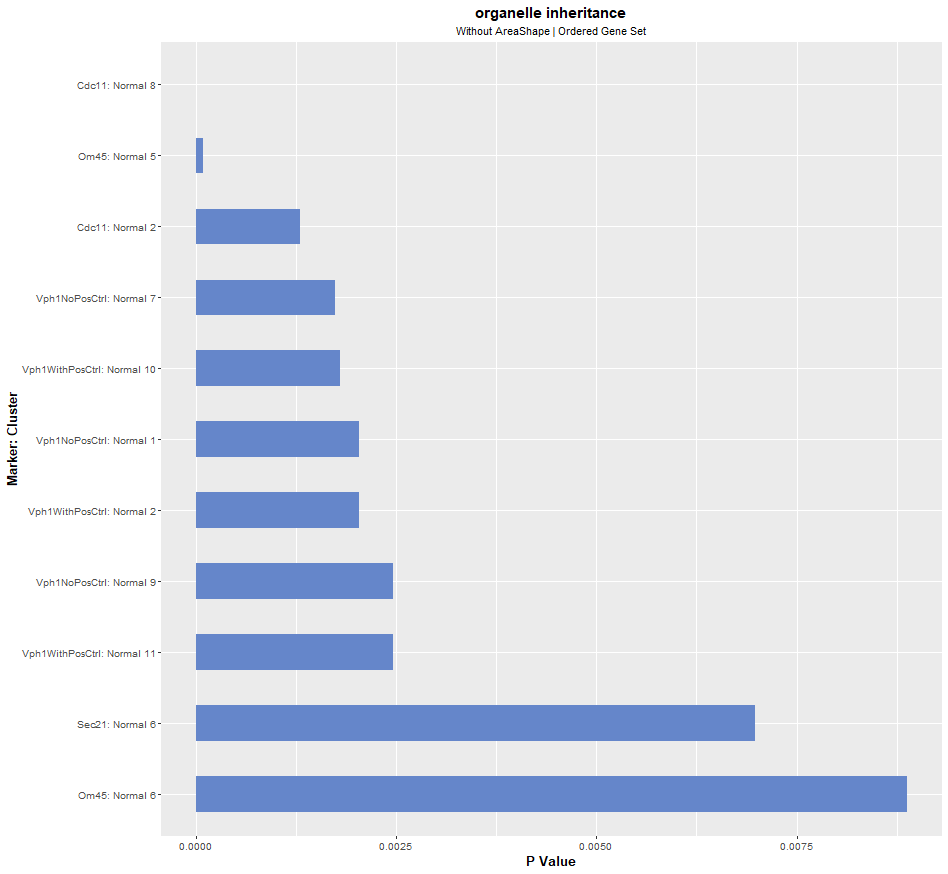 organelle inheritance
Without AreaShape | Ordered Gene Set
Marker: Cluster
Cdc11: Normal 8
Om45: Normal 5
Cdc11: Normal 2
Vph1NoPosCtrl: Normal 7
Vph1WithPosCtrl: Normal 10
Vph1NoPosCtrl: Normal 1
Vph1WithPosCtrl: Normal 2
Vph1NoPosCtrl: Normal 9
Vph1WithPosCtrl: Normal 11
Sec21: Normal 6
Om45: Normal 6
0.0000 0.0025 0.0050 0.0075
P Value